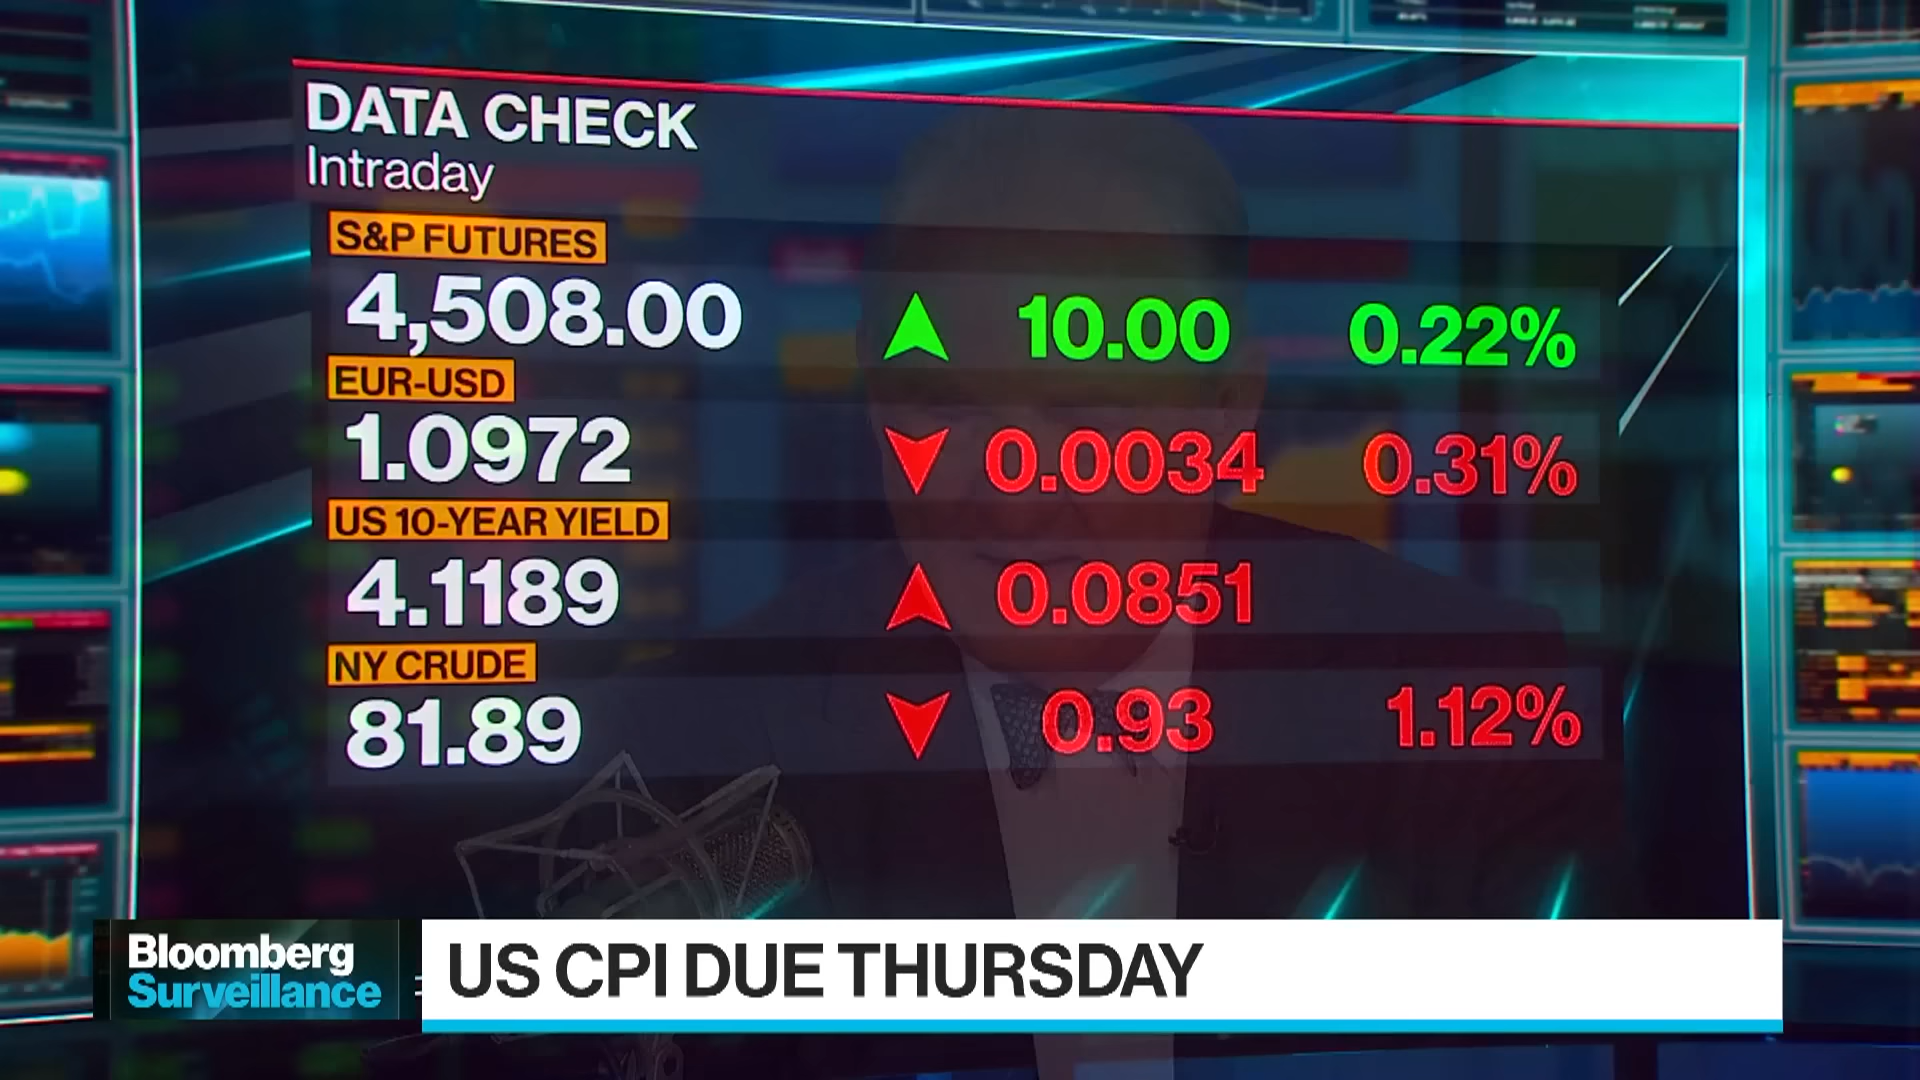 DATA CHECK
Intraday
S&P FUTURES
4,508.00 10.00 0.22%
EUR-USD
1.0972 0.0034 0.31%
US 10-YEAR YIELD
4.1189 0.0851
NY CRUDE
81.89 0.93 1.12%
Bloomberg
Surveillance
US CPI DUE THURSDAY